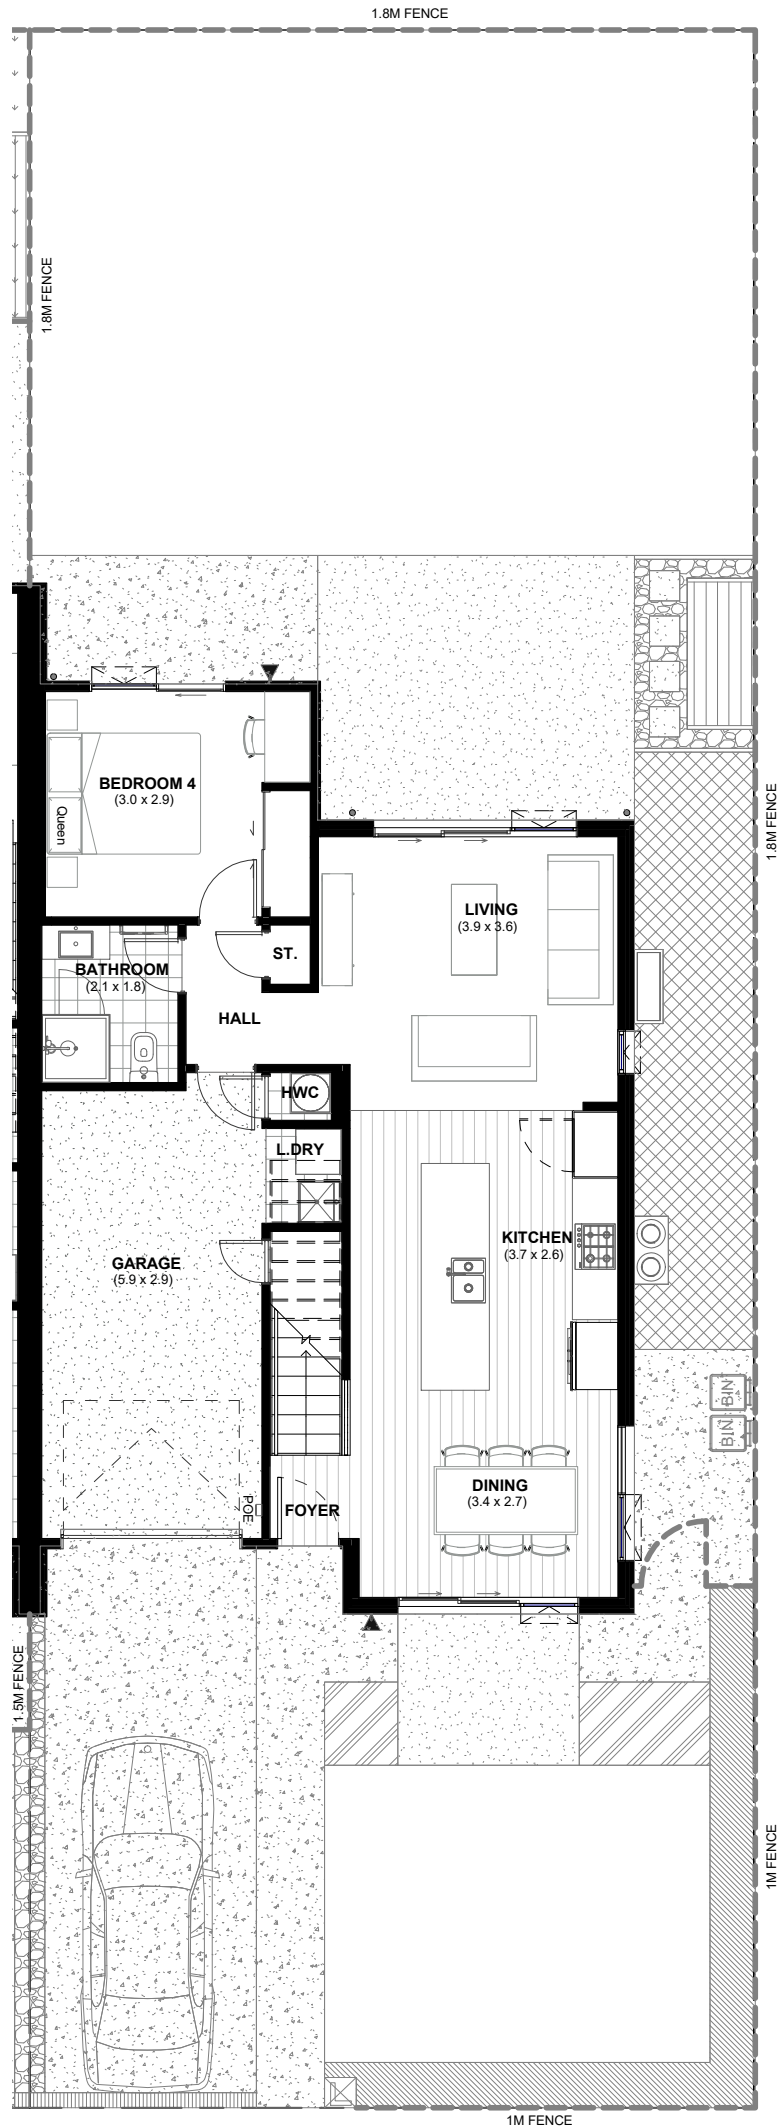 1.8M FENCE
1.8M FENCE
BEDROOM 4
(3.0 x 2.9)
Queen
1.8M FENCE
LIVING
(3.9 x 3.6)
ST.
BATHROOM
(2.1 x 1.8)
HALL
HWC
L.DRY
KITCHEN
(3.7 x 2.6)
GARAGE
(5.9 x 2.9)
BIN
BIN
DINING
(3.4 x 2.7)
POE
FOYER
1.5M FENCE
1M FENCE
1M FENCE